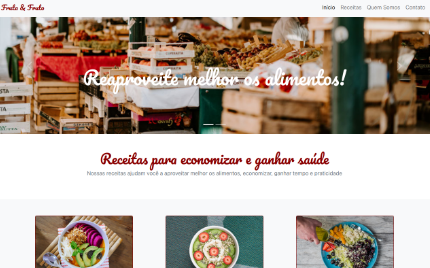 Fruto & Fruta
Início Receitas Quem Somos Contato
Reaproveite melhor os alimentos!
Receitas para economizar e ganhar saúde
Nossas receitas ajudam você a aproveitar melhor os alimentos, economizar, ganhar tempo e praticidade